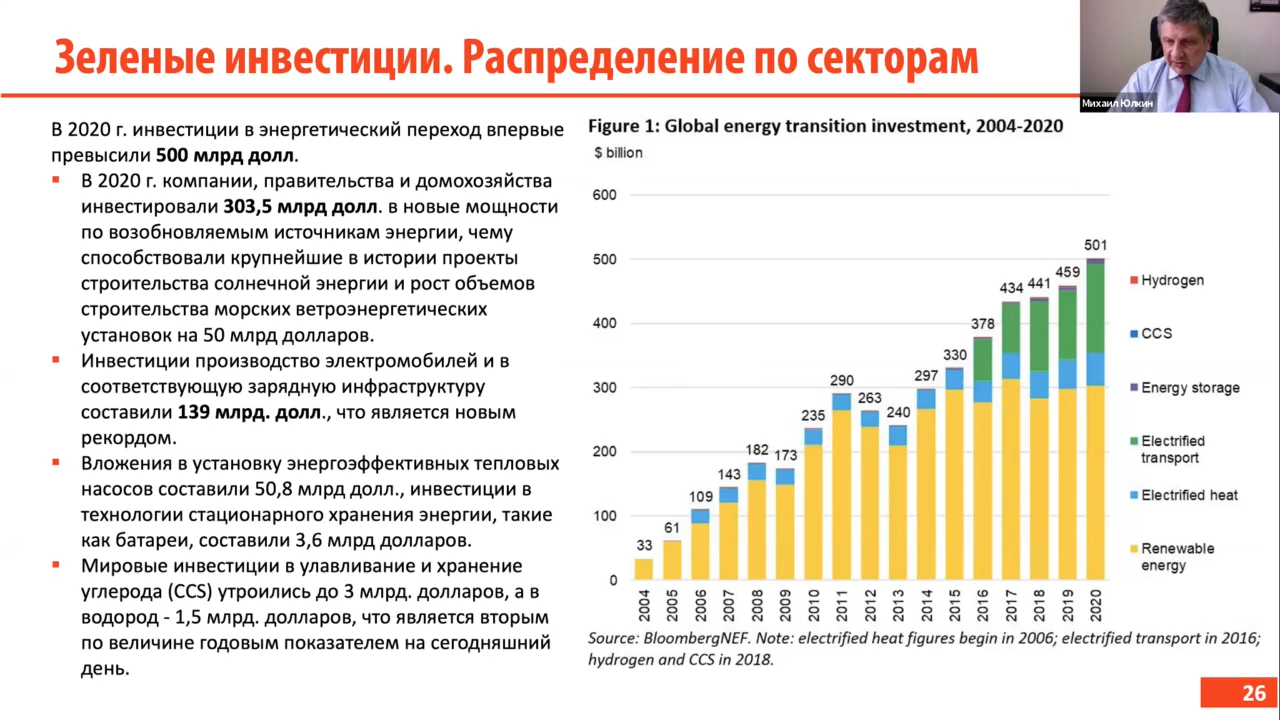 Зеленые инвестиции. Распределение по секторам
Михаил Юлкин
В 2020 г. инвестиции в энергетический переход впервые
превысили 500 млрд долл.
В 2020 г. компании, правительства и домохозяйства
инвестировали 303,5 млрд долл. в новые мощности
по возобновляемым источникам энергии, чему
способствовали крупнейшие в истории проекты
строительства солнечной энергии и рост объемов
строительства морских ветроэнергетических
установок на 50 млрд долларов.
Инвестиции производство электромобилей и в
соответствующую зарядную инфраструктуру
составили 139 млрд. долл., что является новым
рекордом.
Вложения в установку энергоэффективных тепловых
насосов составили 50,8 млрд долл., инвестиции в
технологии стационарного хранения энергии, такие
как батареи, составили 3,6 млрд долларов.
Мировые инвестиции в улавливание и хранение
углерода (CCS) утроились до 3 млрд. долларов, а в
водород - 1,5 млрд. долларов, что является вторым
по величине годовым показателем на сегодняшний
день.
Figure 1: Global energy transition investment, 2004-2020
$ billion
600
500
400
300
200
100
0
33
61
109
143
182
173
235
290
263
240
297
330
378
434
441
459
501
2004
2005
2006
2007
2008
2009
2010
2011
2012
2013
2014
2015
2016
2017
2018
2019
2020
Hydrogen
CCS
Energy storage
Electrified
transport
Electrified heat
Renewable
energy
Source: BloombergNEF. Note: electrified heat figures begin in 2006; electrified transport in 2016;
hydrogen and CCS in 2018.
26